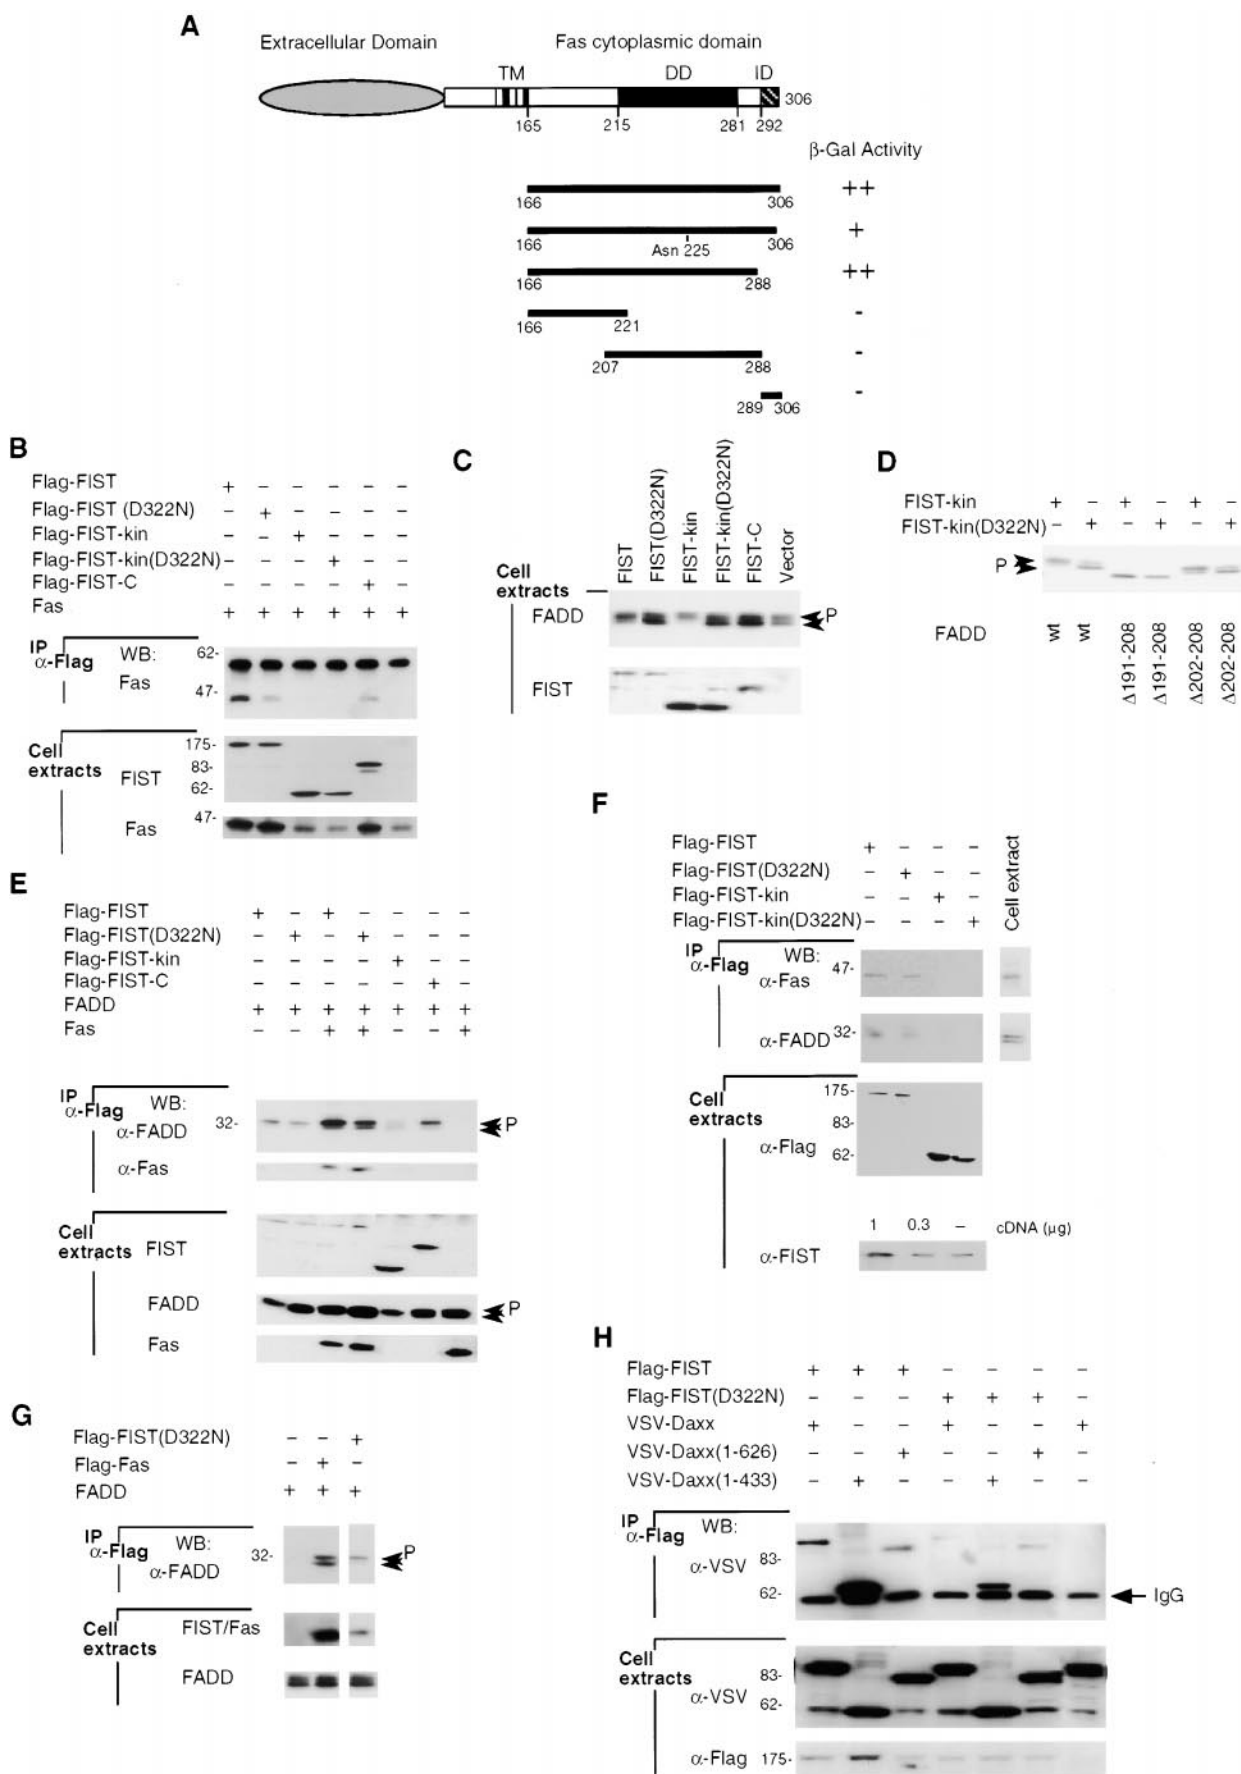 A
Extracellular Domain Fas cytoplasmic domain
TM DD ID
306
165 215 281 292
β-Gal Activity
166 306 ++
166 Asn 225 306 +
166 288 ++
166 221 -
207 288 -
289 306 -
B
Flag-FIST + – – – – –
Flag-FIST (D322N) – + – – – –
Flag-FIST-kin – – + – – –
Flag-FIST-kin(D322N) – – – + – –
Flag-FIST-C – – – – + –
Fas + + + + + +
IP α-Flag WB: Fas 62- 47-
Cell extracts FIST 175- 83- 62-
Fas 47-
C
FIST FIST(D322N) FIST-kin FIST-kin(D322N) FIST-C Vector
Cell extracts
FADD P
FIST
D
FIST-kin + – + – + –
FIST-kin(D322N) – + – + – +
P
FADD wt wt Δ191-208 Δ191-208 Δ202-208 Δ202-208
E
Flag-FIST + – + – – – –
Flag-FIST(D322N) – + – + – – –
Flag-FIST-kin – – – – + – –
Flag-FIST-C – – – – – + –
FADD + + + + + + +
Fas – – + + – – +
IP α-Flag WB: α-FADD 32- P
α-Fas
Cell extracts FIST
FADD P
Fas
F
Flag-FIST + – – –
Flag-FIST(D322N) – + – –
Flag-FIST-kin – – + –
Flag-FIST-kin(D322N) – – – +
Cell extract
IP α-Flag WB: α-Fas 47-
α-FADD 32-
Cell extracts α-Flag 175- 83- 62-
1 0.3 – cDNA (μg)
α-FIST
G
Flag-FIST(D322N) – – +
Flag-Fas – + –
FADD + + +
IP α-Flag WB: α-FADD 32- P
Cell extracts FIST/Fas
FADD
H
Flag-FIST + + + – – – –
Flag-FIST(D322N) – – – + + + –
VSV-Daxx + – – + – – +
VSV-Daxx(1-626) – – + – – + –
VSV-Daxx(1-433) – + – – + – –
IP α-Flag WB: α-VSV 83- 62- IgG
Cell extracts α-VSV 83- 62-
α-Flag 175-